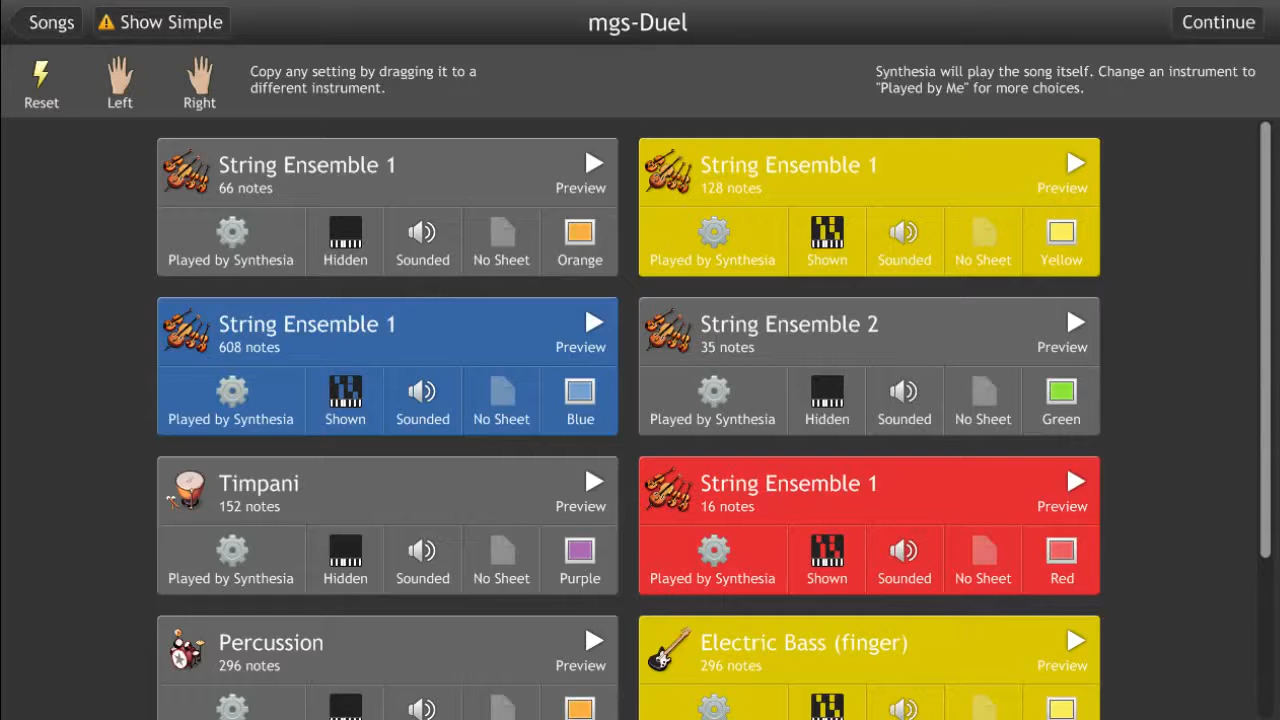 Songs
Show Simple
mgs-Duel
Continue
Reset
Left
Right
Copy any setting by dragging it to a
different instrument.
Synthesia will play the song itself. Change an instrument to
"Played by Me" for more choices.
String Ensemble 1
66 notes
Preview
Played by Synthesia
Hidden
Sounded
No Sheet
Orange
String Ensemble 1
128 notes
Preview
Played by Synthesia
Shown
Sounded
No Sheet
Yellow
String Ensemble 1
608 notes
Preview
Played by Synthesia
Shown
Sounded
No Sheet
Blue
String Ensemble 2
35 notes
Preview
Played by Synthesia
Hidden
Sounded
No Sheet
Green
Timpani
152 notes
Preview
Played by Synthesia
Hidden
Sounded
No Sheet
Purple
String Ensemble 1
16 notes
Preview
Played by Synthesia
Shown
Sounded
No Sheet
Red
Percussion
296 notes
Preview
Electric Bass (finger)
296 notes
Preview